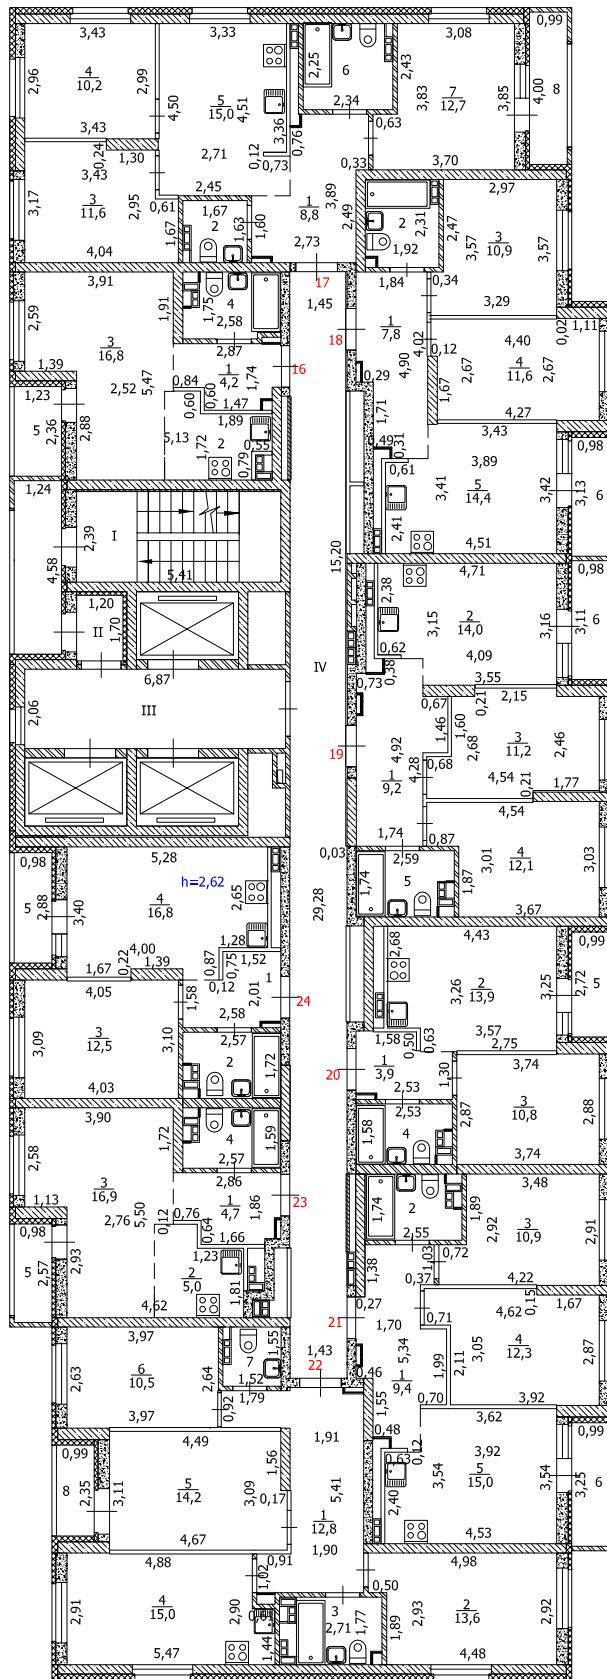 3,43 3,33 3,08 0,99
2,96 4 10,2 2,99 4,50 5 15,0 4,51 2,25 6 2,43 3,83 7 12,7 3,85 4,00 8
3,36 2,34 0,63
3,43 0,24 1,30 2,71 0,12 0,73 0,76 0,33 3,70
3,43
3,17 3 11,6 2,95 0,61 2,45 1 8,8 3,89 2,49 2,97
1,67 2 1,63 1,60 2 2,31 2,47 3,57 3 10,9 3,57
4,04 1,67 2,73 1,92
3,91 17 1,84 0,34
2,59 1,91 1,75 4 1,45 3,29
2,58 18 1 7,8 4,02 0,12 4,40 0,02 1,11
3 16,8 2,87 4,90 4 11,6
1,39 2,52 5,47 0,84 1 4,2 1,74 16 0,29 1,67 2,67 2,67
1,23 0,60 0,60 1,47 1,71 4,27
5 2,36 2,88 5,13 1,72 1,89 2 0,55 0,79 0,49 0,31 3,43 0,98
1,24 0,61 3,89
I 2,41 3,41 5 14,4 3,42 3,13 6
4,58 2,39 5,41 15,20 4,51
1,20 4,71 0,98
II 1,70 IV 2,38 3,15 2 14,0 3,16 3,11 6
6,87 0,62 4,09
2,06 III 0,73 0,38 3,55
0,67 0,21 2,15
19 4,92 1,46 1,60 2,68 3 11,2 2,46
4,28 0,68
1 9,2 4,54 0,21 1,77
4,54
1,74 0,87
0,98 5,28 0,03 2,59 3,01 4 12,1 3,03
5 2,88 3,40 4 16,8 h=2,62 2,65 29,28 1,74 5 1,87
3,67
1,28 4,43 0,99
4,00 0,87 0,75 1,52 2,68 5
1,67 0,22 1,39 0,12 1 3,26 2 13,9 3,25 2,72
4,05 1,58 2,01 24 1,58 0,50 0,63 3,57
2,58 2,75
3,09 3 12,5 3,10 2,57 20 1 3,9 1,30 3,74
2 1,72 2,53 3 10,8 2,88
4,03 2,53 2,87
3,90 1,72 4 1,59 1,58 4 3,74
2,58 2,57 3,48
3 16,9 2,86 1,74 2 1,89 2,92 3 10,9 2,91
1,13 2,76 5,50 0,12 0,76 1 4,7 1,86 23 2,55
0,98 0,64 1,66 1,03 0,72
5 2,57 2,93 1,23 1,38 0,37 4,22
2 5,0 1,81 0,27 4,62 0,15 1,67
4,62 21 1,70 0,71
3,97 7 1,55 1,43 5,34 1,99 2,11 3,05 4 12,3 2,87
2,63 6 10,5 2,64 1,52 22 0,46 1 9,4
1,79 1,55 0,70 3,92
3,97 0,92 3,62
4,49 1,91 0,48 0,99
0,99 1,56 0,63 0,12 3,92
8 2,35 3,11 5 14,2 3,09 0,17 5,41 2,40 3,54 5 15,0 3,54 3,25 6
1 12,8
4,67 1,90 4,53
4,88 0,91 4,98
1,02 0,50
2,91 4 15,0 2,90 3 1,77 1,89 2,93 2 13,6 2,92
1,44 2,71
5,47 4,48